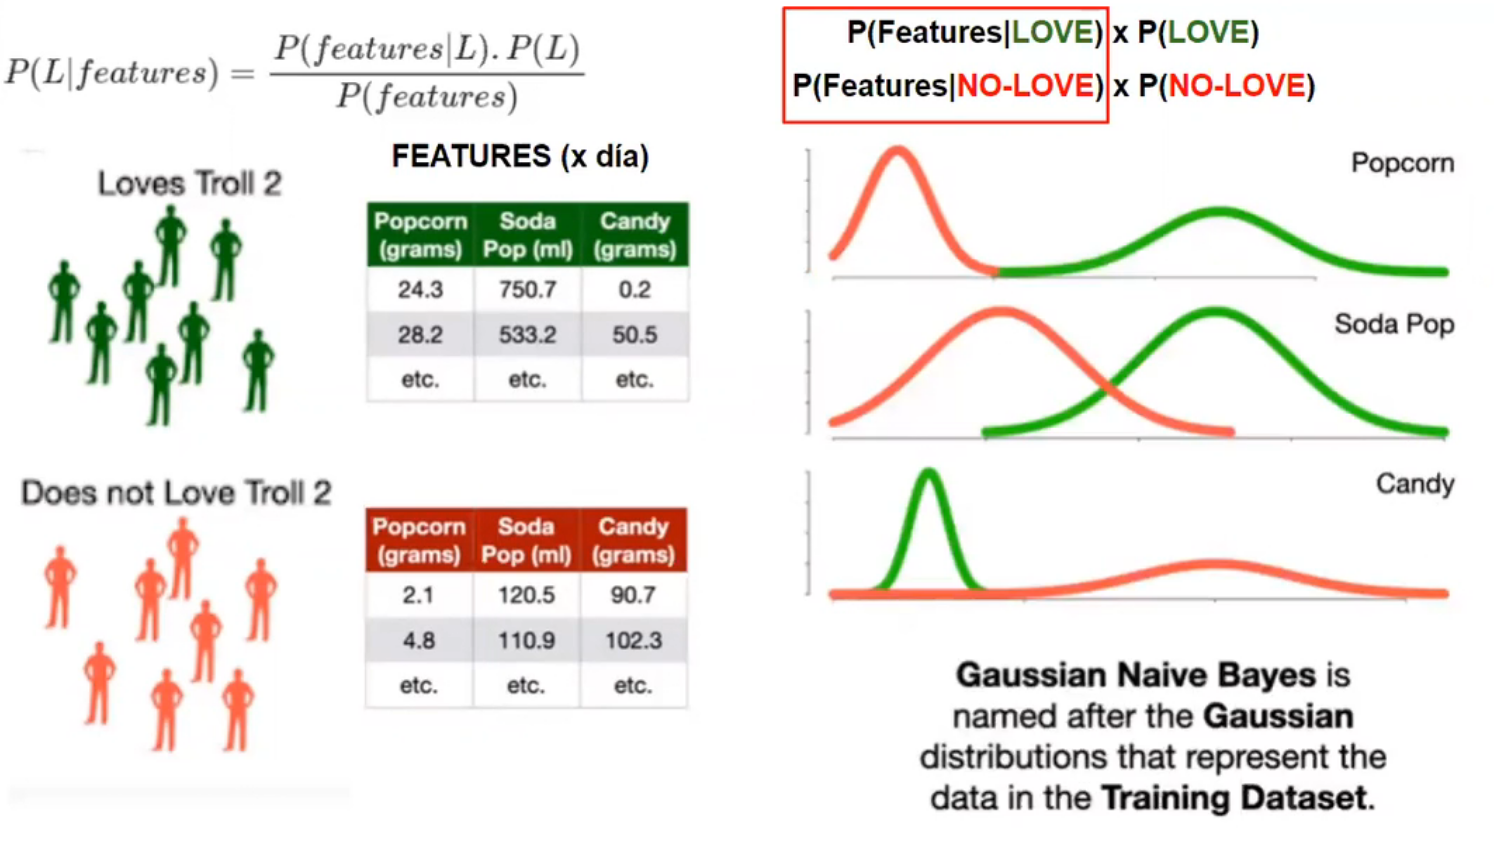 P(L|features) = P(features|L). P(L) / P(features)
P(Features|LOVE) x P(LOVE)
P(Features|NO-LOVE) x P(NO-LOVE)
FEATURES (x día)
Loves Troll 2
Popcorn (grams) Soda Pop (ml) Candy (grams)
24.3 750.7 0.2
28.2 533.2 50.5
etc. etc. etc.
Does not Love Troll 2
Popcorn (grams) Soda Pop (ml) Candy (grams)
2.1 120.5 90.7
4.8 110.9 102.3
etc. etc. etc.
Popcorn
Soda Pop
Candy
Gaussian Naive Bayes is
named after the Gaussian
distributions that represent the
data in the Training Dataset.